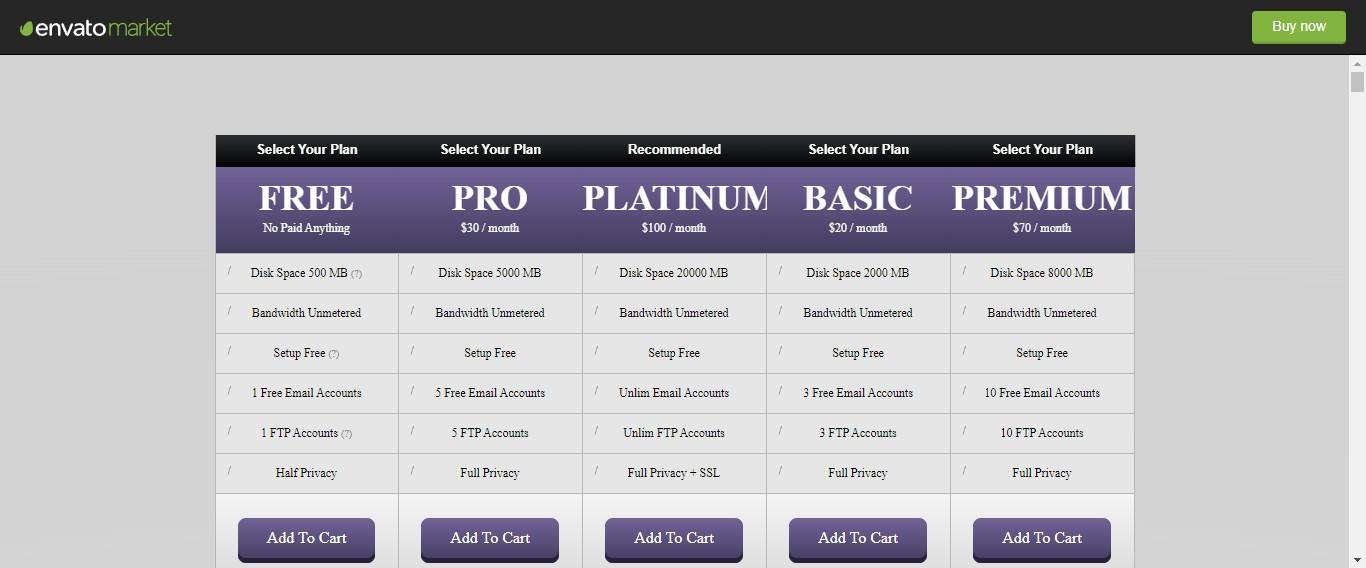 envato market
Buy now
Select Your Plan Select Your Plan Recommended Select Your Plan Select Your Plan
FREE PRO PLATINUM BASIC PREMIUM
No Paid Anything $30 / month $100 / month $20 / month $70 / month
/ Disk Space 500 MB (?) / Disk Space 5000 MB / Disk Space 20000 MB / Disk Space 2000 MB / Disk Space 8000 MB
/ Bandwidth Unmetered / Bandwidth Unmetered / Bandwidth Unmetered / Bandwidth Unmetered / Bandwidth Unmetered
/ Setup Free (?) / Setup Free / Setup Free / Setup Free / Setup Free
/ 1 Free Email Accounts / 5 Free Email Accounts / Unlim Email Accounts / 3 Free Email Accounts / 10 Free Email Accounts
/ 1 FTP Accounts (?) / 5 FTP Accounts / Unlim FTP Accounts / 3 FTP Accounts / 10 FTP Accounts
/ Half Privacy / Full Privacy / Full Privacy + SSL / Full Privacy / Full Privacy
Add To Cart Add To Cart Add To Cart Add To Cart Add To Cart